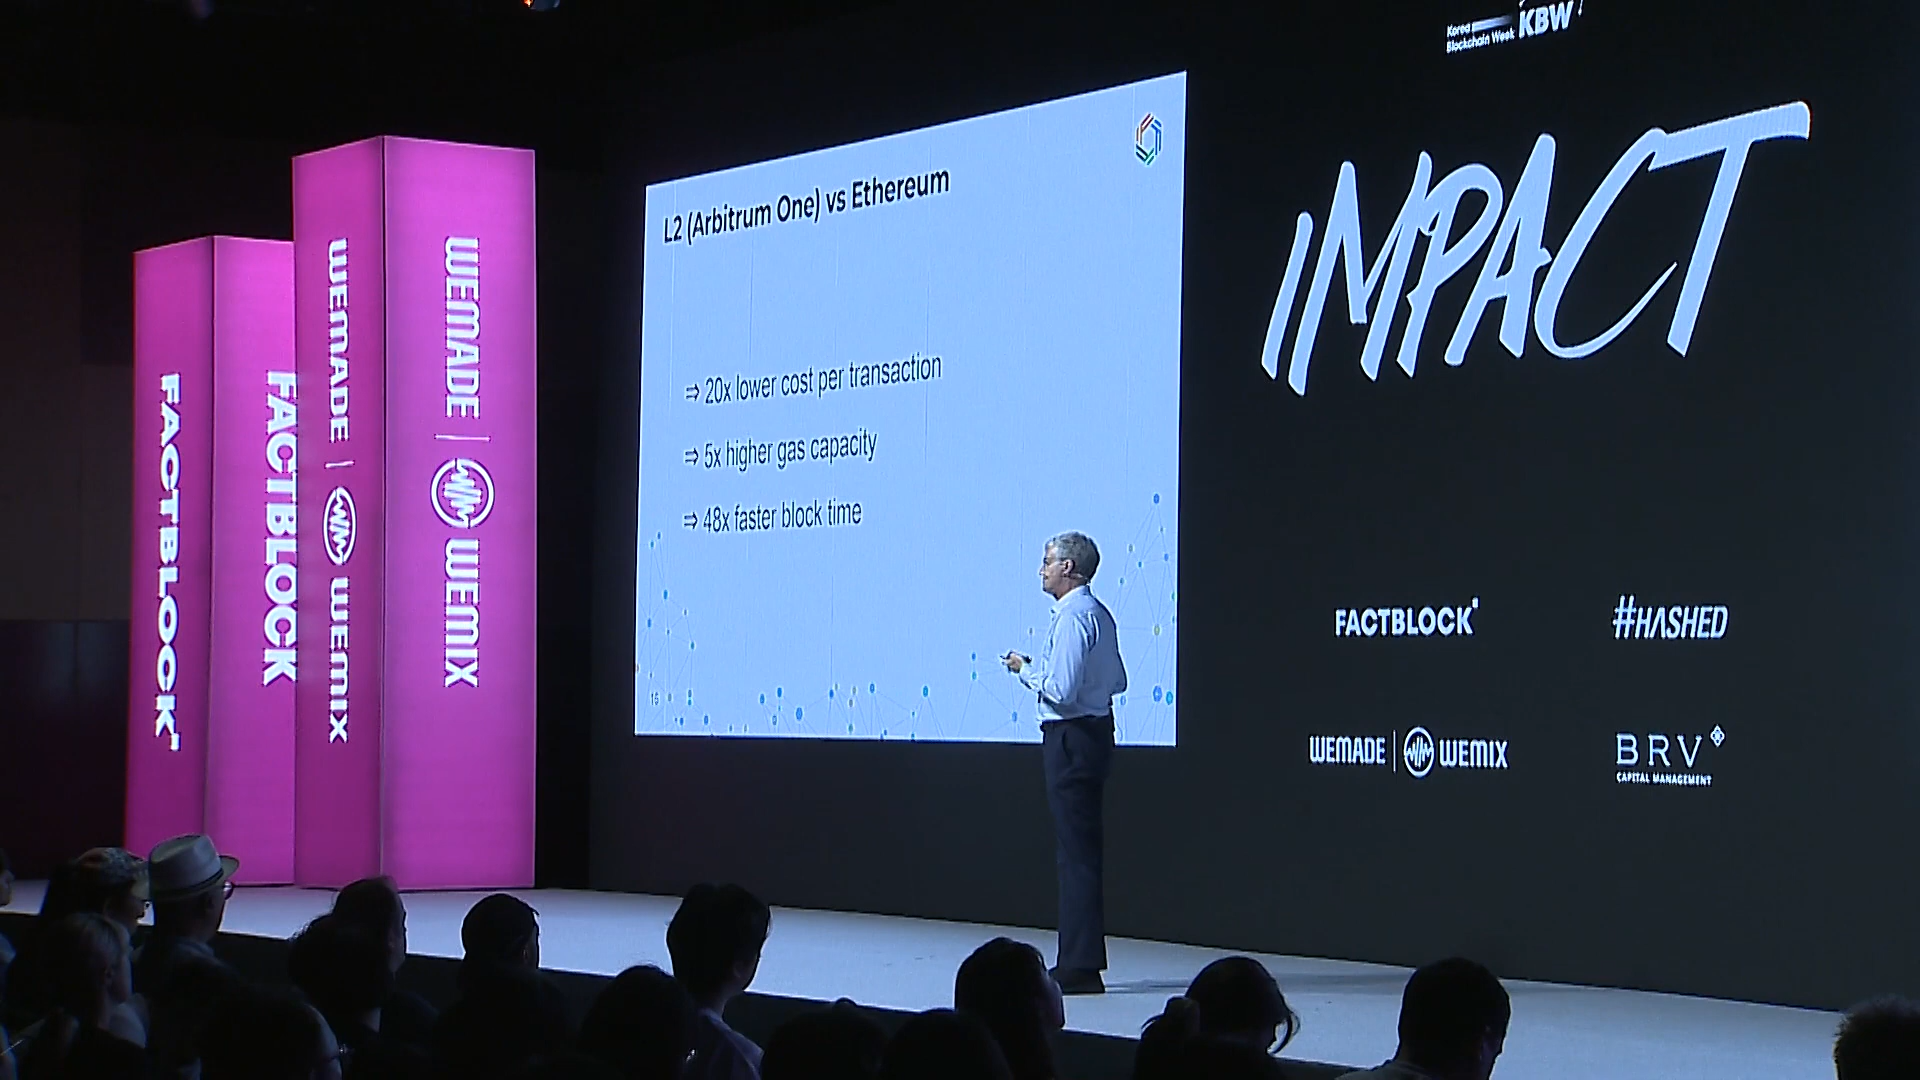 Korea
Blockchain Week
KBW
IMPACT
L2 (Arbitrum One) vs Ethereum
⇒ 20x lower cost per transaction
⇒ 5x higher gas capacity
⇒ 48x faster block time
FACTBLOCK
FACTBLOCK
WEMADE | WEMIX
WEMADE | WEMIX
FACTBLOCK
#HASHED
WEMADE | WEMIX
BRV
CAPITAL MANAGEMENT